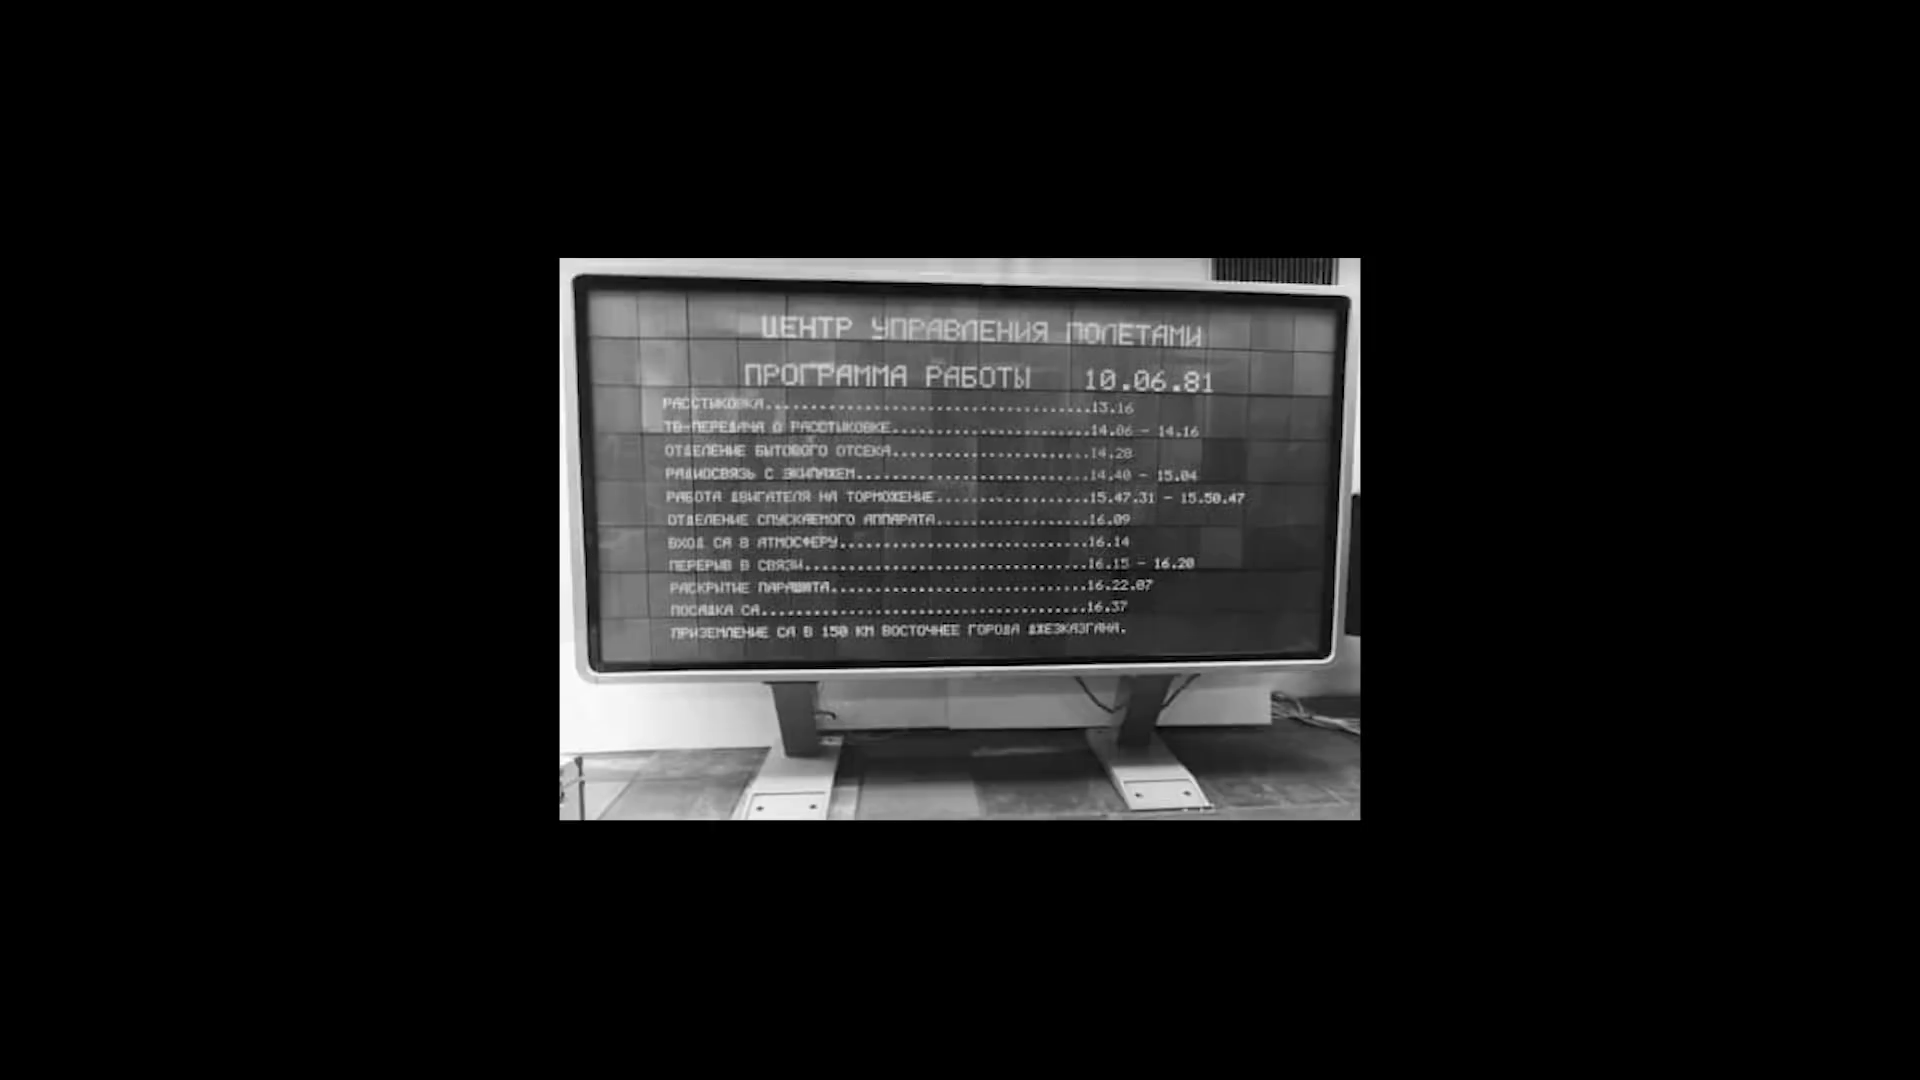 ЦЕНТР УПРАВЛЕНИЯ ПОЛЕТАМИ
ПРОГРАММА РАБОТЫ 10.06.81
РАССТЫКОВКА....................................13.16
ТВ-ПЕРЕДАЧА О РАССТЫКОВКЕ......................14.06 - 14.16
ОТДЕЛЕНИЕ БЫТОВОГО ОТСЕКА......................14.28
РАДИОСВЯЗЬ С ЭКИПАЖЕМ..........................14.40 - 15.04
РАБОТА ДВИГАТЕЛЯ НА ТОРМОЖЕНИЕ.................15.47.31 - 15.50.47
ОТДЕЛЕНИЕ СПУСКАЕМОГО АППАРАТА.................16.09
ВХОД СА В АТМОСФЕРУ............................16.14
ПЕРЕРЫВ В СВЯЗИ................................16.15 - 16.20
РАСКРЫТИЕ ПАРАШЮТА.............................16.22.07
ПОСАДКА СА.....................................16.37
ПРИЗЕМЛЕНИЕ СА В 150 КМ ВОСТОЧНЕЕ ГОРОДА ДЖЕЗКАЗГАНА.